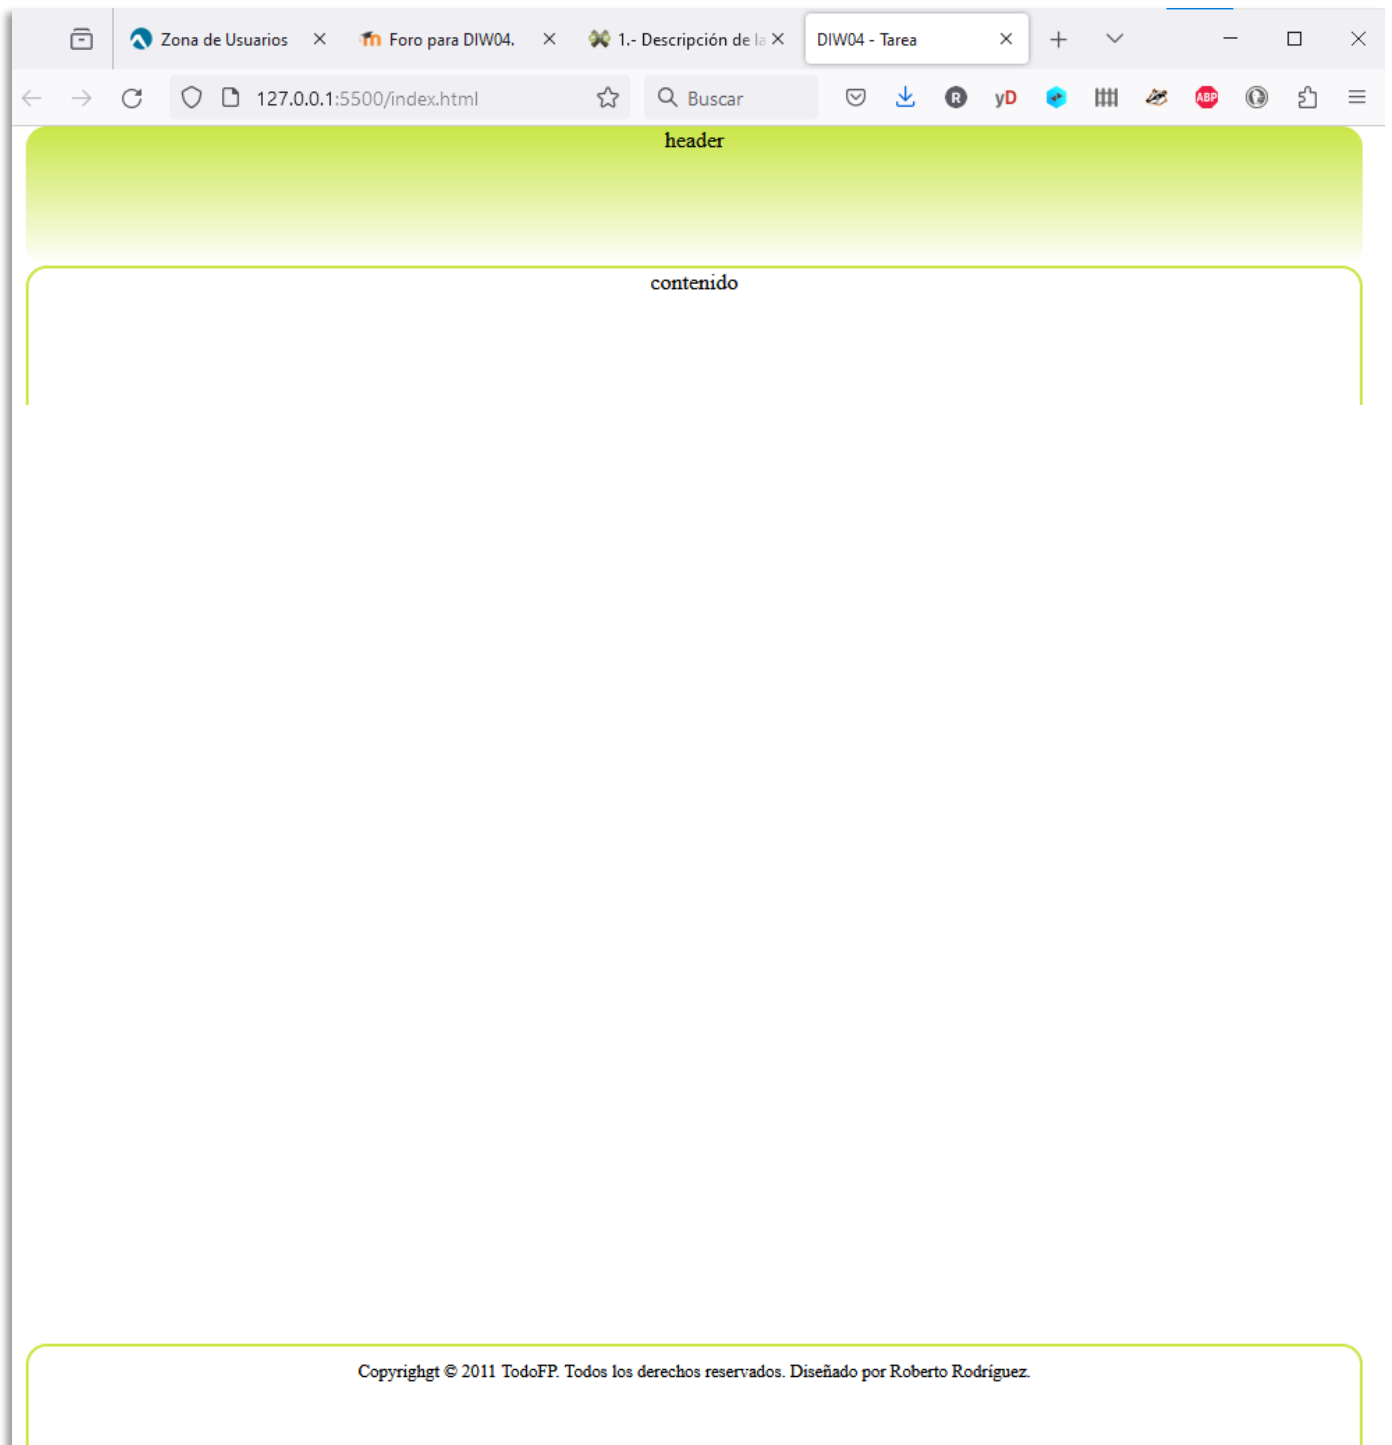 Zona de Usuarios
Foro para DIW04.
1.- Descripción de la
DIW04 - Tarea
127.0.0.1:5500/index.html
Buscar
R
yD
ABP
header
contenido
Copyrighgt © 2011 TodoFP. Todos los derechos reservados. Diseñado por Roberto Rodríguez.